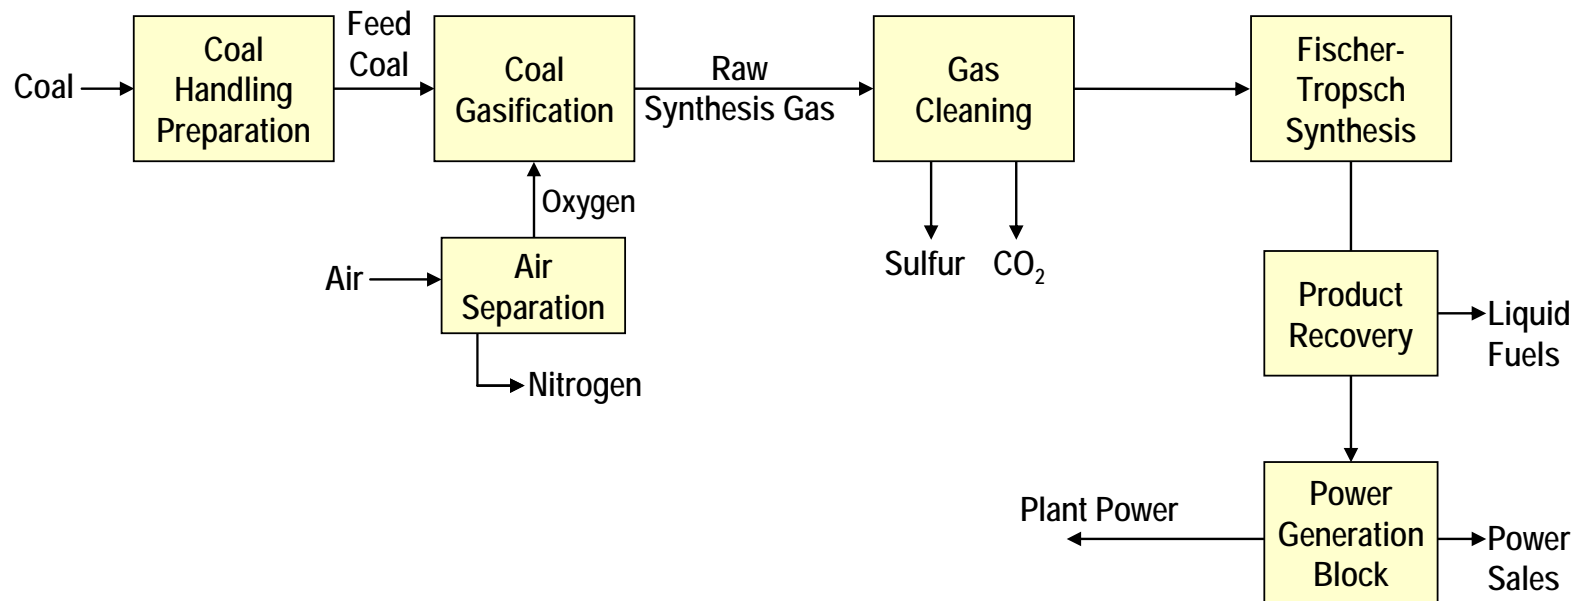 Coal
Coal
Handling
Preparation
Feed
Coal
Coal
Gasification
Raw
Synthesis Gas
Gas
Cleaning
Fischer-
Tropsch
Synthesis
Oxygen
Air
Air
Separation
Nitrogen
Sulfur
CO₂
Product
Recovery
Liquid
Fuels
Plant Power
Power
Generation
Block
Power
Sales